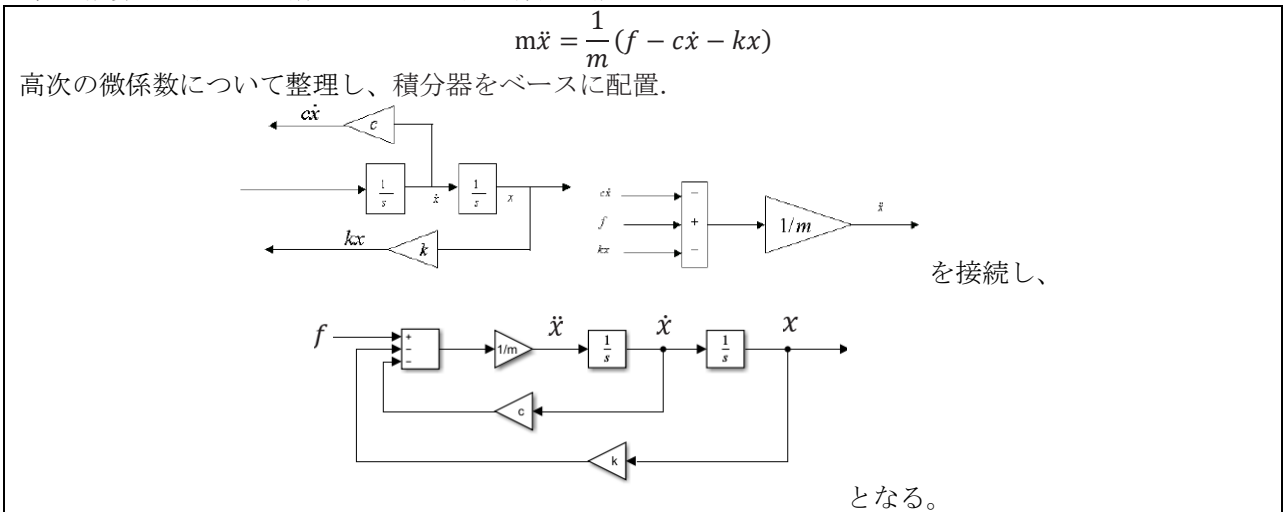 mẍ = 1/m (f − cẋ − kx)
高次の微係数について整理し、積分器をベースに配置.
cẋ
c
1/s
ẋ
1/s
x
kx
k
cẋ
f
kx
−
+
−
1/m
ẍ
を接続し、
f
+
−
−
1/m
ẍ
1/s
ẋ
1/s
x
c
k
となる。